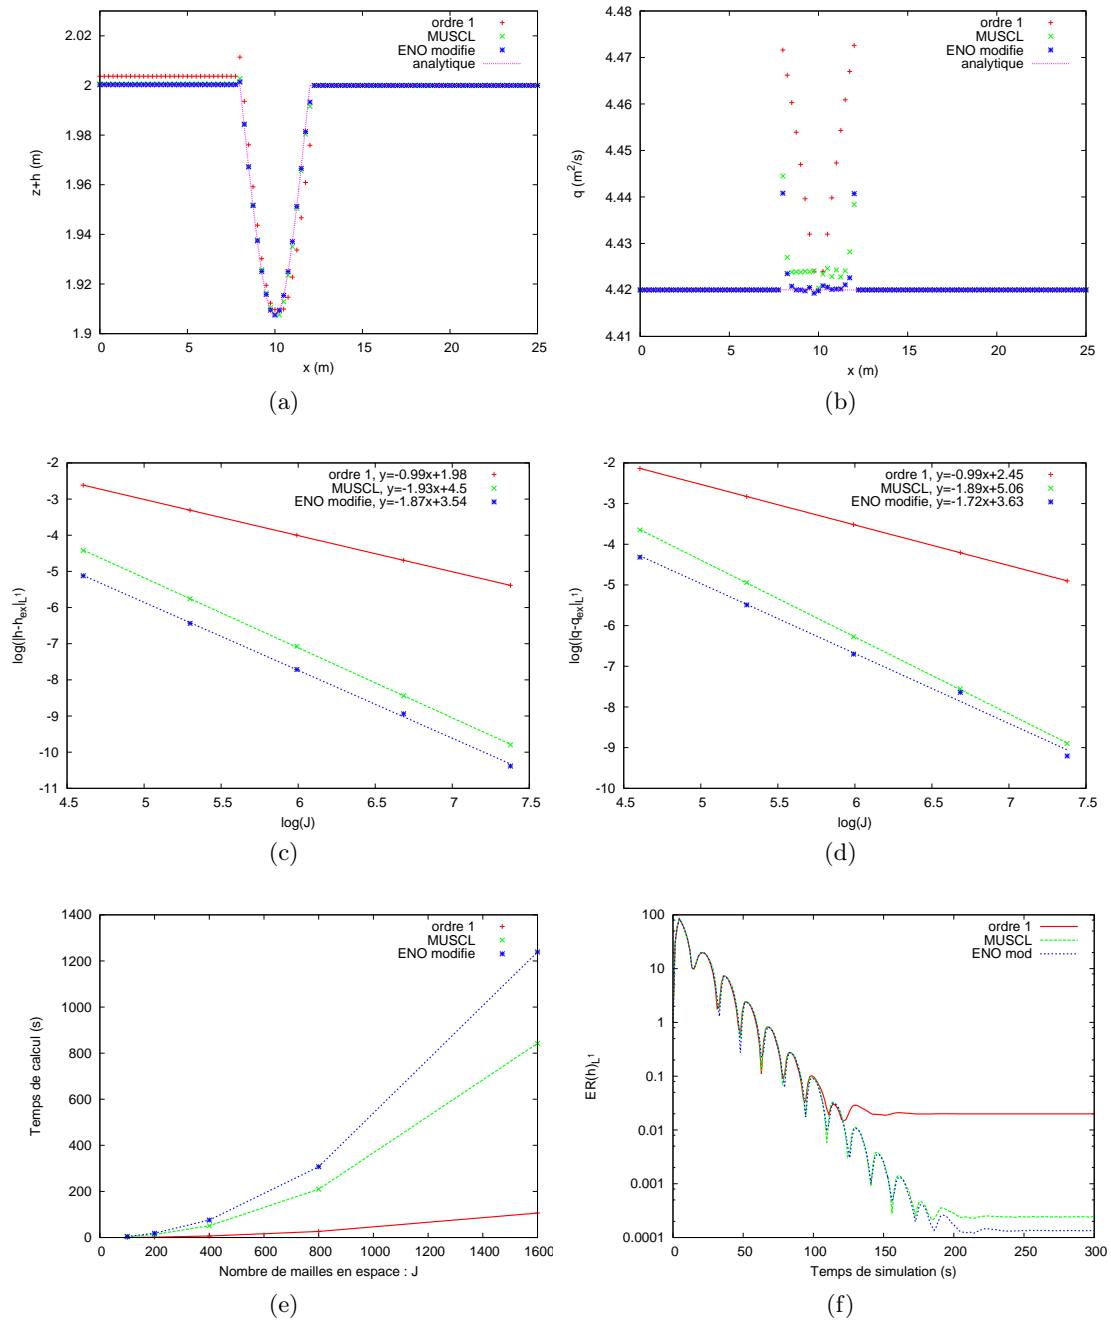 ordre 1
MUSCL
ENO modifie
analytique
2.02
2
1.98
1.96
1.94
1.92
1.9
z+h (m)
0 5 10 15 20 25
x (m)
(a)
ordre 1
MUSCL
ENO modifie
analytique
4.48
4.47
4.46
4.45
4.44
4.43
4.42
4.41
q (m²/s)
0 5 10 15 20 25
x (m)
(b)
ordre 1, y=-0.99x+1.98
MUSCL, y=-1.93x+4.5
ENO modifie, y=-1.87x+3.54
-2
-3
-4
-5
-6
-7
-8
-9
-10
-11
log(|h-h_ex|_L¹)
4.5 5 5.5 6 6.5 7 7.5
log(J)
(c)
ordre 1, y=-0.99x+2.45
MUSCL, y=-1.89x+5.06
ENO modifie, y=-1.72x+3.63
-2
-3
-4
-5
-6
-7
-8
-9
-10
log(|q-q_ex|_L¹)
4.5 5 5.5 6 6.5 7 7.5
log(J)
(d)
ordre 1
MUSCL
ENO modifie
1400
1200
1000
800
600
400
200
0
Temps de calcul (s)
0 200 400 600 800 1000 1200 1400 1600
Nombre de mailles en espace : J
(e)
ordre 1
MUSCL
ENO mod
100
10
1
0.1
0.01
0.001
0.0001
ER(h)_L¹
0 50 100 150 200 250 300
Temps de simulation (s)
(f)